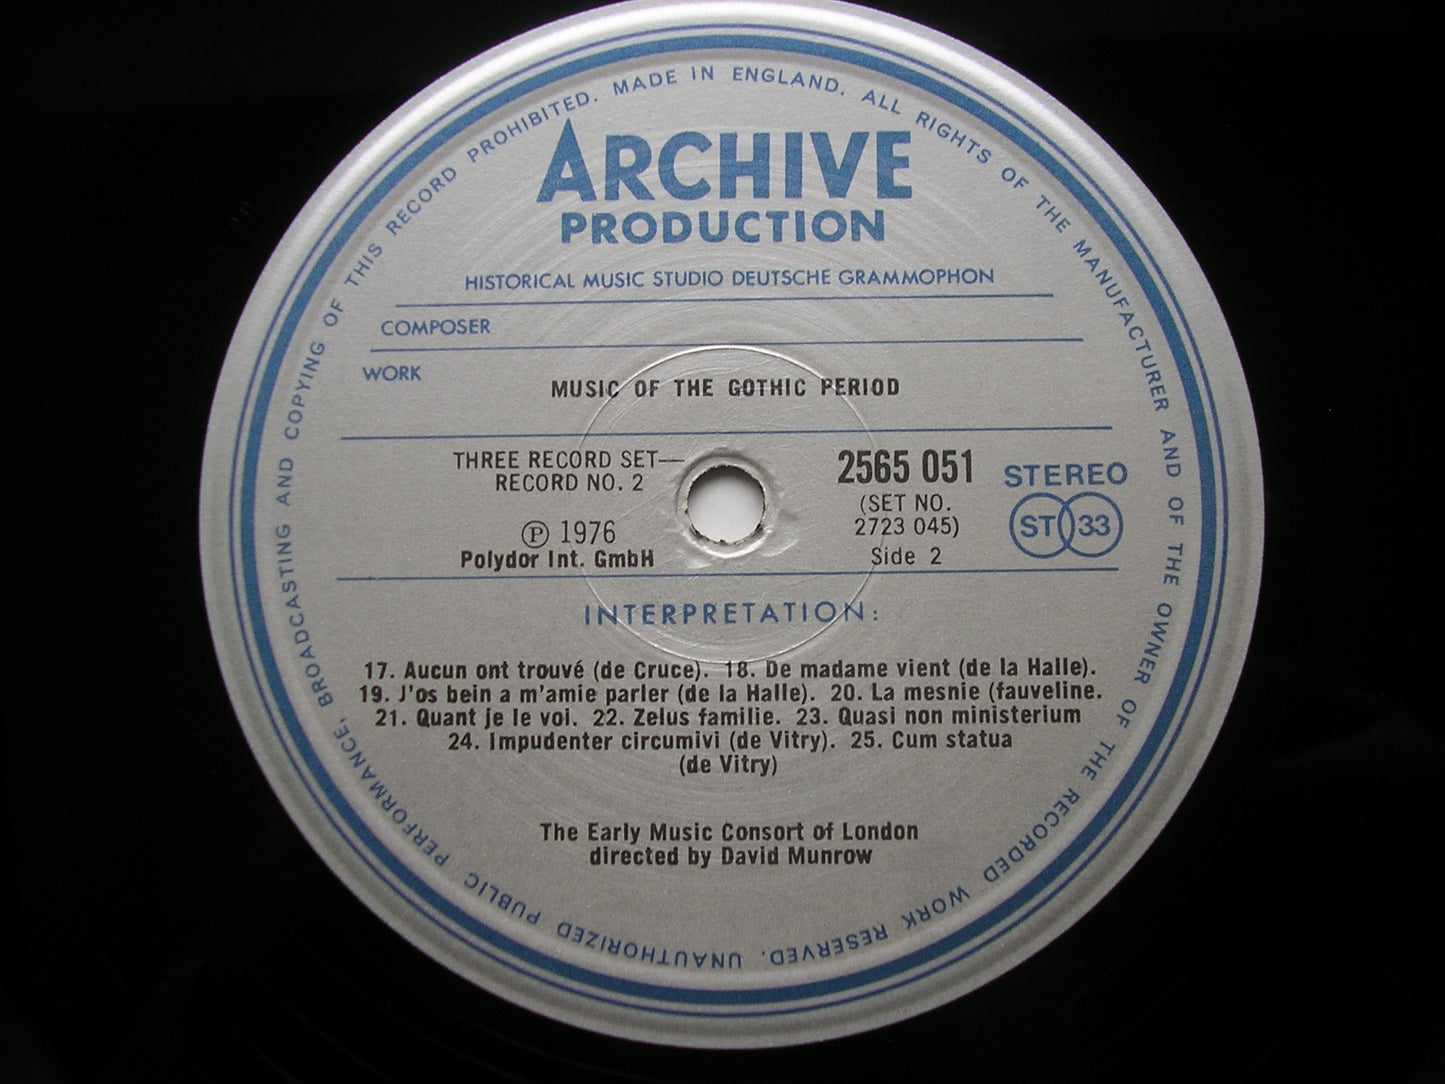 MADE IN ENGLAND. ALL RIGHTS OF THE MANUFACTURER AND OF THE OWNER OF THE RECORDED WORK RESERVED. UNAUTHORIZED PUBLIC PERFORMANCE, BROADCASTING AND COPYING OF THIS RECORD PROHIBITED.
ARCHIVE
PRODUCTION
HISTORICAL MUSIC STUDIO DEUTSCHE GRAMMOPHON
COMPOSER
WORK
MUSIC OF THE GOTHIC PERIOD
THREE RECORD SET—
RECORD NO. 2
℗ 1976
Polydor Int. GmbH
2565 051
(SET NO.
2723 045)
Side 2
STEREO
ST 33
INTERPRETATION:
17. Aucun ont trouvé (de Cruce). 18. De madame vient (de la Halle).
19. J'os bein a m'amie parler (de la Halle). 20. La mesnie (fauveline.
21. Quant je le voi. 22. Zelus familie. 23. Quasi non ministerium
24. Impudenter circumivi (de Vitry). 25. Cum statua
(de Vitry)
The Early Music Consort of London
directed by David Munrow